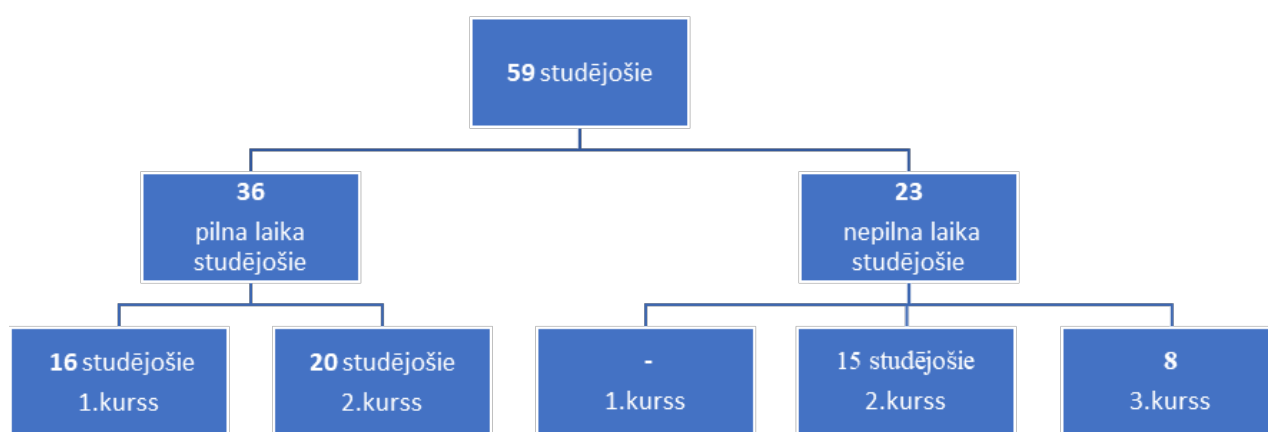 59 studējošie
36
pilna laika
studējošie
23
nepilna laika
studējošie
16 studējošie
1.kurss
20 studējošie
2.kurss
-
1.kurss
15 studējošie
2.kurss
8
3.kurss